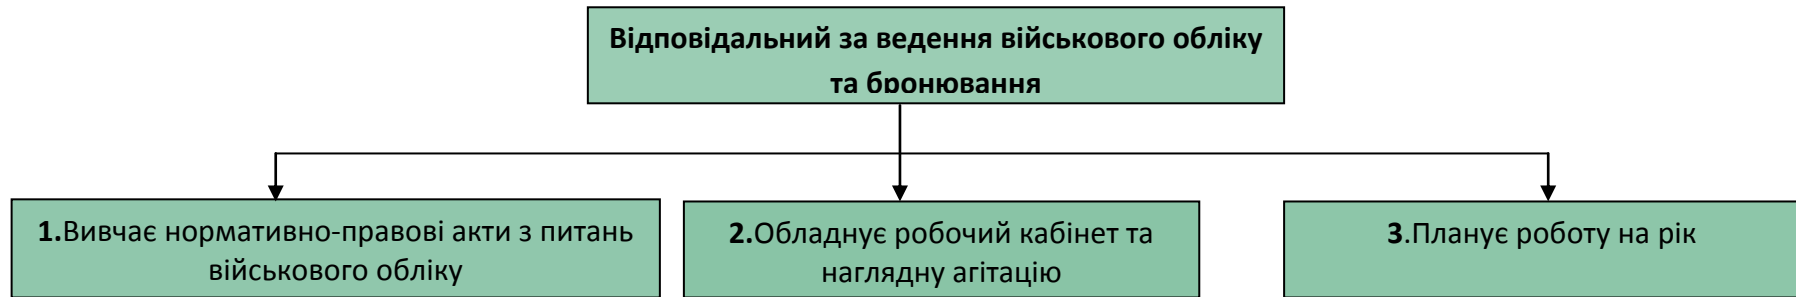 Відповідальний за ведення військового обліку
та бронювання
1.Вивчає нормативно-правові акти з питань
військового обліку
2.Обладнує робочий кабінет та
наглядну агітацію
3.Планує роботу на рік